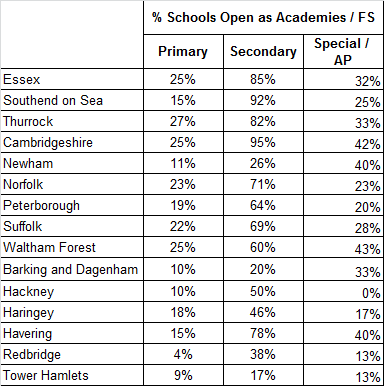 % Schools Open as Academies / FS
Primary Secondary Special / AP
Essex 25% 85% 32%
Southend on Sea 15% 92% 25%
Thurrock 27% 82% 33%
Cambridgeshire 25% 95% 42%
Newham 11% 26% 40%
Norfolk 23% 71% 23%
Peterborough 19% 64% 20%
Suffolk 22% 69% 28%
Waltham Forest 25% 60% 43%
Barking and Dagenham 10% 20% 33%
Hackney 10% 50% 0%
Haringey 18% 46% 17%
Havering 15% 78% 40%
Redbridge 4% 38% 13%
Tower Hamlets 9% 17% 13%